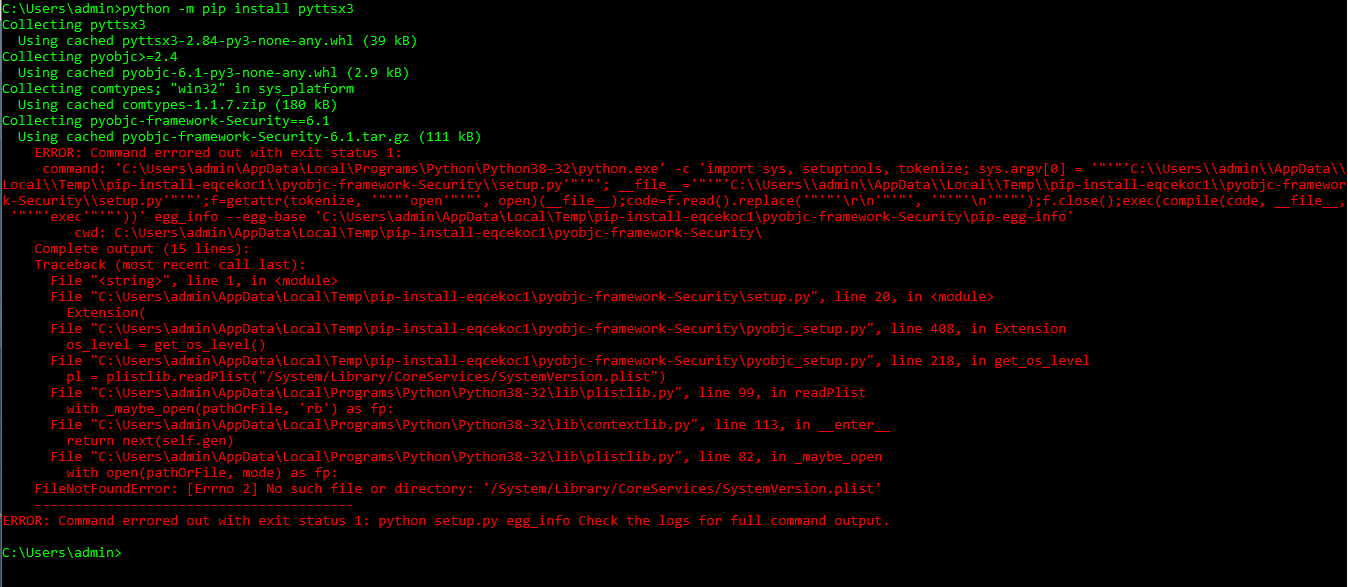 C:\Users\admin>python -m pip install pyttsx3
Collecting pyttsx3
  Using cached pyttsx3-2.84-py3-none-any.whl (39 kB)
Collecting pyobjc>=2.4
  Using cached pyobjc-6.1-py3-none-any.whl (2.9 kB)
Collecting comtypes; "win32" in sys_platform
  Using cached comtypes-1.1.7.zip (180 kB)
Collecting pyobjc-framework-Security==6.1
  Using cached pyobjc-framework-Security-6.1.tar.gz (111 kB)
    ERROR: Command errored out with exit status 1:
     command: 'C:\Users\admin\AppData\Local\Programs\Python\Python38-32\python.exe' -c 'import sys, setuptools, tokenize; sys.argv[0] = '"'"'C:\\Users\\admin\\AppData\\
Local\\Temp\\pip-install-eqcekoc1\\pyobjc-framework-Security\\setup.py'"'"'; __file__='"'"'C:\\Users\\admin\\AppData\\Local\\Temp\\pip-install-eqcekoc1\\pyobjc-framewor
k-Security\\setup.py'"'"';f=getattr(tokenize, '"'"'open'"'"', open)(__file__);code=f.read().replace('"'"'\r\n'"'"', '"'"'\n'"'"');f.close();exec(compile(code, __file__,
 '"'"'exec'"'"'))' egg_info --egg-base 'C:\Users\admin\AppData\Local\Temp\pip-install-eqcekoc1\pyobjc-framework-Security\pip-egg-info'
         cwd: C:\Users\admin\AppData\Local\Temp\pip-install-eqcekoc1\pyobjc-framework-Security\
    Complete output (15 lines):
    Traceback (most recent call last):
      File "<string>", line 1, in <module>
      File "C:\Users\admin\AppData\Local\Temp\pip-install-eqcekoc1\pyobjc-framework-Security\setup.py", line 20, in <module>
        Extension(
      File "C:\Users\admin\AppData\Local\Temp\pip-install-eqcekoc1\pyobjc-framework-Security\pyobjc_setup.py", line 408, in Extension
        os_level = get_os_level()
      File "C:\Users\admin\AppData\Local\Temp\pip-install-eqcekoc1\pyobjc-framework-Security\pyobjc_setup.py", line 218, in get_os_level
        pl = plistlib.readPlist("/System/Library/CoreServices/SystemVersion.plist")
      File "C:\Users\admin\AppData\Local\Programs\Python\Python38-32\lib\plistlib.py", line 99, in readPlist
        with _maybe_open(pathOrFile, 'rb') as fp:
      File "C:\Users\admin\AppData\Local\Programs\Python\Python38-32\lib\contextlib.py", line 113, in __enter__
        return next(self.gen)
      File "C:\Users\admin\AppData\Local\Programs\Python\Python38-32\lib\plistlib.py", line 82, in _maybe_open
        with open(pathOrFile, mode) as fp:
    FileNotFoundError: [Errno 2] No such file or directory: '/System/Library/CoreServices/SystemVersion.plist'
    ----------------------------------------
ERROR: Command errored out with exit status 1: python setup.py egg_info Check the logs for full command output.
C:\Users\admin>